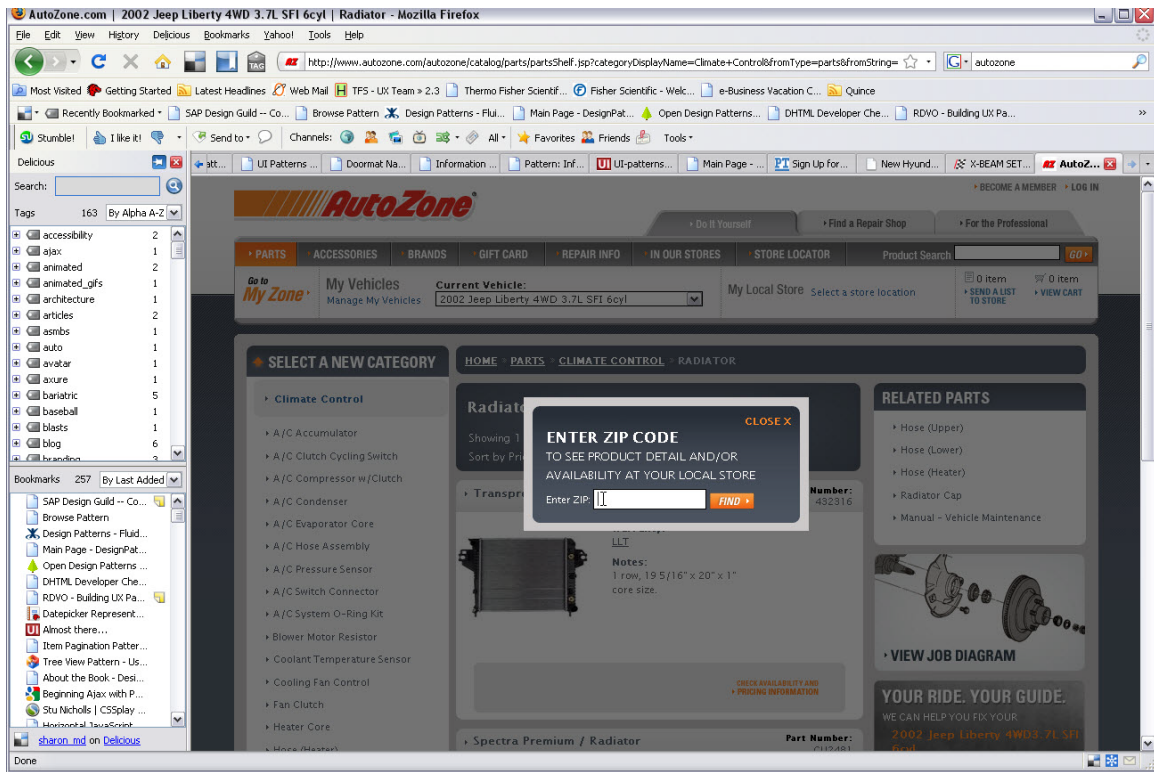 AutoZone.com | 2002 Jeep Liberty 4WD 3.7L SFI 6cyl | Radiator - Mozilla Firefox
File Edit View History Delicious Bookmarks Yahoo! Tools Help
TAG http://www.autozone.com/autozone/catalog/parts/partsShelf.jsp?categoryDisplayName=Climate+Control&fromType=parts&fromString= autozone
Most Visited Getting Started Latest Headlines Web Mail TFS - UX Team » 2.3 Thermo Fisher Scientif... Fisher Scientific - Welc... e-Business Vacation C... Quince
Recently Bookmarked SAP Design Guild -- Co... Browse Pattern Design Patterns - Flui... Main Page - DesignPat... Open Design Patterns... DHTML Developer Che... RDVO - Building UX Pa... »
Stumble! I like it! Send to Channels: All Favorites Friends Tools
Delicious
att... UI Patterns ... Doormat Na... Information ... Pattern: Inf... UI-patterns... Main Page - ... Sign Up for... New Hyund... X-BEAM SET... AutoZ...
Search:
Tags 163 By Alpha A-Z
accessibility 2
ajax 1
animated 2
animated_gifs 1
architecture 1
articles 2
asmbs 1
auto 1
avatar 1
axure 1
bariatric 5
baseball 1
blasts 1
blog 6
branding 3
Bookmarks 257 By Last Added
SAP Design Guild -- Co...
Browse Pattern
Design Patterns - Fluid...
Main Page - DesignPat...
Open Design Patterns ...
DHTML Developer Che...
RDVO - Building UX Pa...
Datepicker Represent...
Almost there...
Item Pagination Patter...
Tree View Pattern - Us...
About the Book - Desi...
Beginning Ajax with P...
Stu Nicholls | CSSplay ...
Horizontal JavaScript
sharon_md on Delicious
Done
BECOME A MEMBER LOG IN
AutoZone
Do It Yourself Find a Repair Shop For the Professional
PARTS ACCESSORIES BRANDS GIFT CARD REPAIR INFO IN OUR STORES STORE LOCATOR Product Search GO
Go to My Zone
My Vehicles
Manage My Vehicles
Current Vehicle:
2002 Jeep Liberty 4WD 3.7L SFI 6cyl
My Local Store Select a store location
0 item
SEND A LIST TO STORE
0 item
VIEW CART
SELECT A NEW CATEGORY
Climate Control
A/C Accumulator
A/C Clutch Cycling Switch
A/C Compressor w/Clutch
A/C Condenser
A/C Evaporator Core
A/C Hose Assembly
A/C Pressure Sensor
A/C Switch Connector
A/C System O-Ring Kit
Blower Motor Resistor
Coolant Temperature Sensor
Cooling Fan Control
Fan Clutch
Heater Core
Hose (Heater)
HOME > PARTS > CLIMATE CONTROL > RADIATOR
Radiat
Showing 1
Sort by Pri
CLOSE X
ENTER ZIP CODE
TO SEE PRODUCT DETAIL AND/OR
AVAILABILITY AT YOUR LOCAL STORE
Enter ZIP: FIND
Transpr
Number:
432316
LLT
Notes:
1 row, 19 5/16" x 20" x 1"
core size.
CHECK AVAILABILITY AND
PRICING INFORMATION
Spectra Premium / Radiator
Part Number:
CU2481
RELATED PARTS
Hose (Upper)
Hose (Lower)
Hose (Heater)
Radiator Cap
Manual - Vehicle Maintenance
VIEW JOB DIAGRAM
YOUR RIDE. YOUR GUIDE.
WE CAN HELP YOU FIX YOUR
2002 Jeep Liberty 4WD 3.7L SFI
6cyl